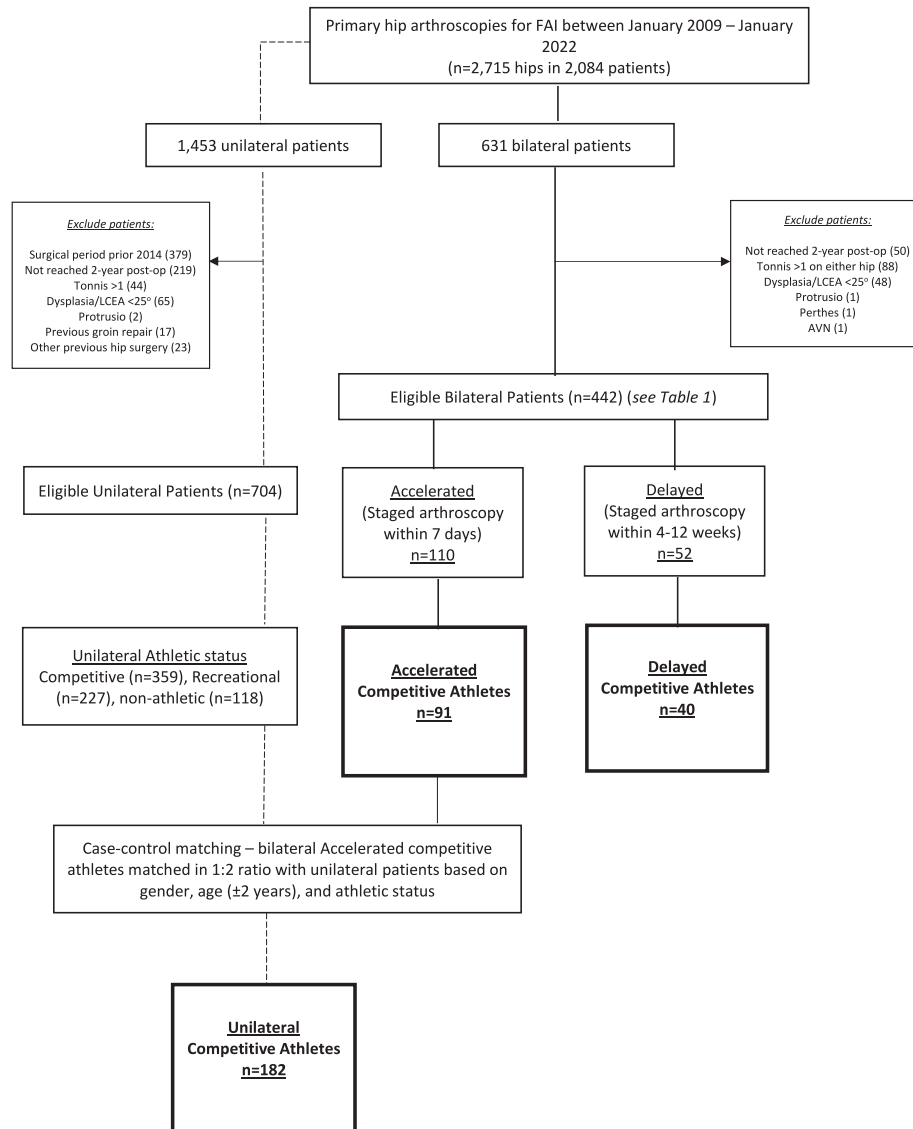 Primary hip arthroscopies for FAI between January 2009 – January
2022
(n=2,715 hips in 2,084 patients)
1,453 unilateral patients
631 bilateral patients
Exclude patients:
Surgical period prior 2014 (379)
Not reached 2-year post-op (219)
Tonnis >1 (44)
Dysplasia/LCEA <25° (65)
Protrusio (2)
Previous groin repair (17)
Other previous hip surgery (23)
Exclude patients:
Not reached 2-year post-op (50)
Tonnis >1 on either hip (88)
Dysplasia/LCEA <25° (48)
Protrusio (1)
Perthes (1)
AVN (1)
Eligible Bilateral Patients (n=442) (see Table 1)
Eligible Unilateral Patients (n=704)
Accelerated
(Staged arthroscopy
within 7 days)
n=110
Delayed
(Staged arthroscopy
within 4-12 weeks)
n=52
Unilateral Athletic status
Competitive (n=359), Recreational
(n=227), non-athletic (n=118)
Accelerated
Competitive Athletes
n=91
Delayed
Competitive Athletes
n=40
Case-control matching – bilateral Accelerated competitive
athletes matched in 1:2 ratio with unilateral patients based on
gender, age (±2 years), and athletic status
Unilateral
Competitive Athletes
n=182